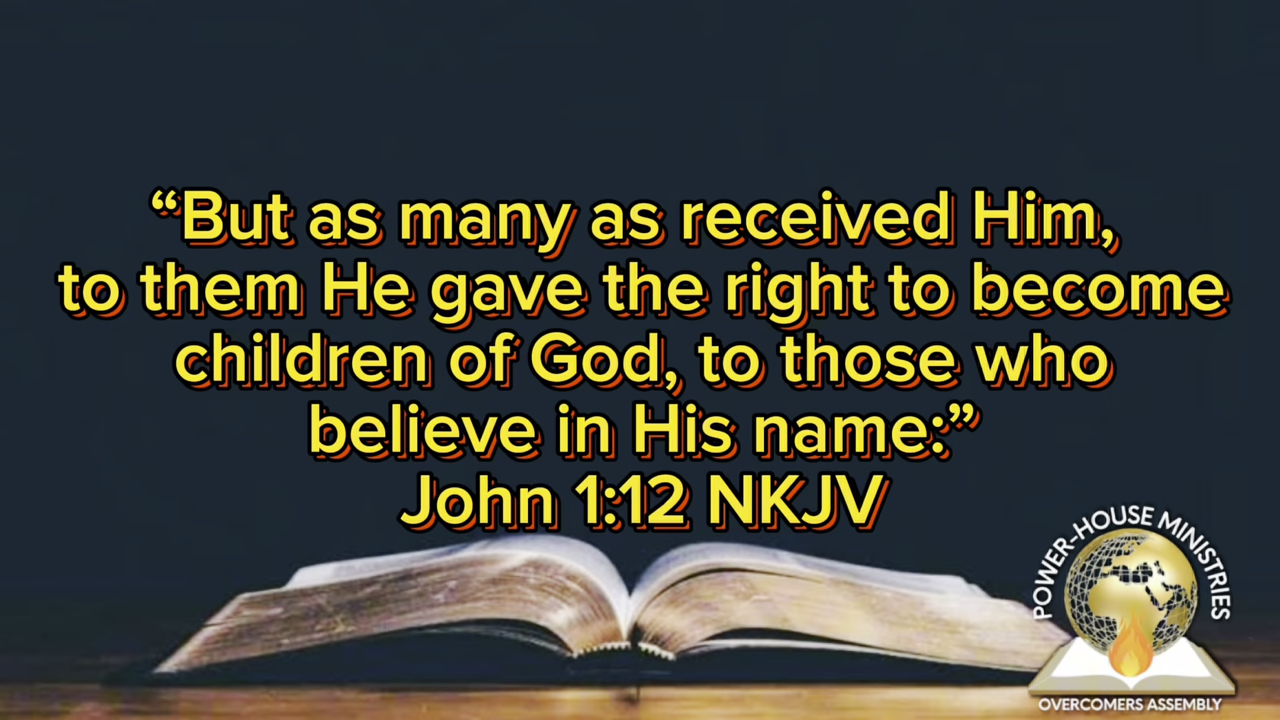 “But as many as received Him,
to them He gave the right to become
children of God, to those who
believe in His name:”
John 1:12 NKJV
POWER-HOUSE MINISTRIES
OVERCOMERS ASSEMBLY